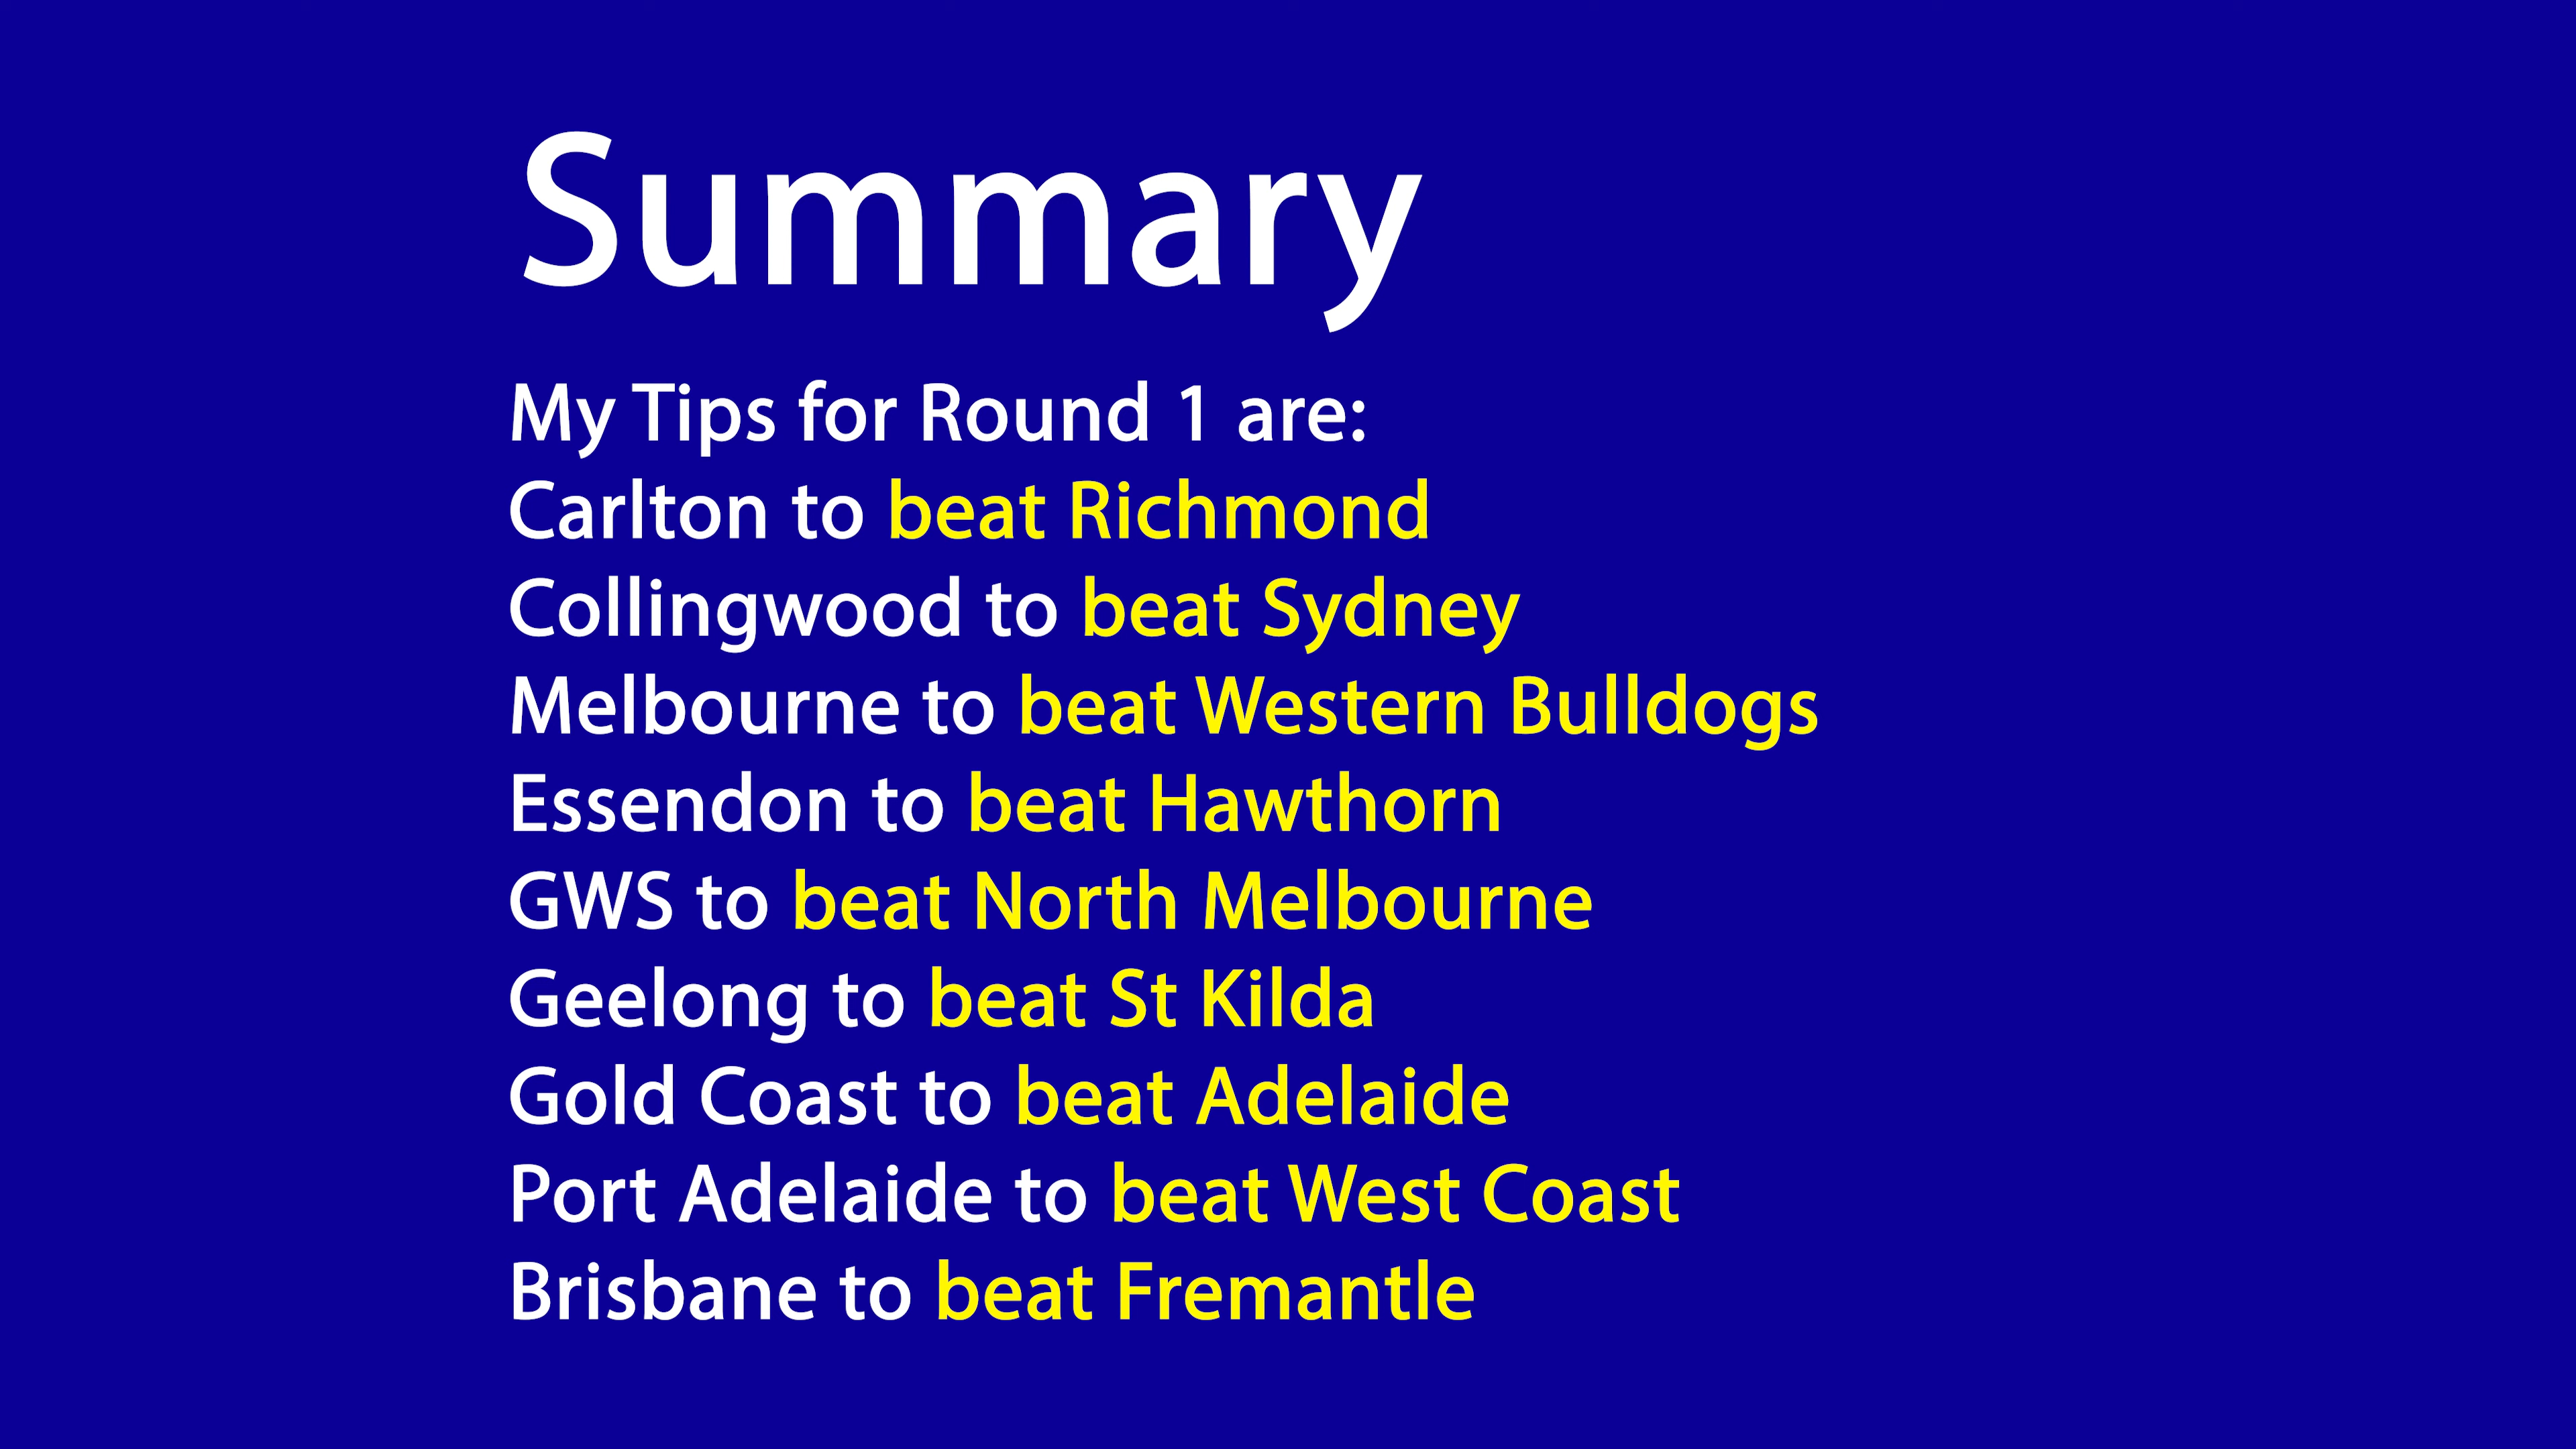 Summary
My Tips for Round 1 are:
Carlton to beat Richmond
Collingwood to beat Sydney
Melbourne to beat Western Bulldogs
Essendon to beat Hawthorn
GWS to beat North Melbourne
Geelong to beat St Kilda
Gold Coast to beat Adelaide
Port Adelaide to beat West Coast
Brisbane to beat Fremantle